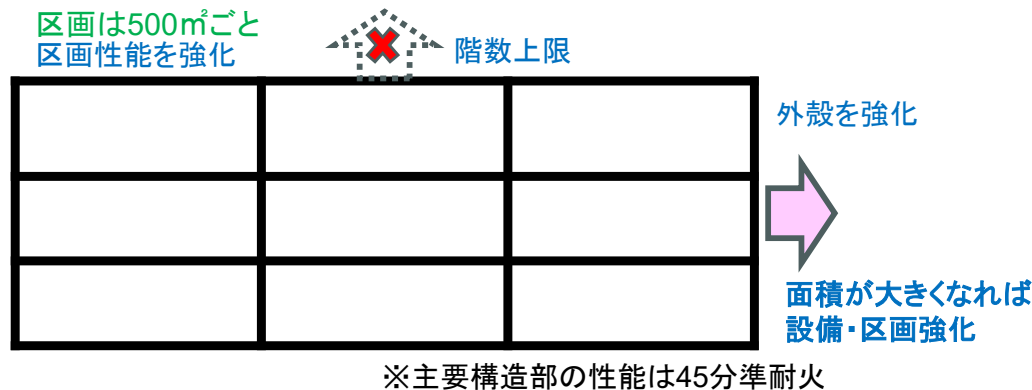 区画は500㎡ごと
区画性能を強化
階数上限
外殻を強化
面積が大きくなれば
設備・区画強化
※主要構造部の性能は45分準耐火